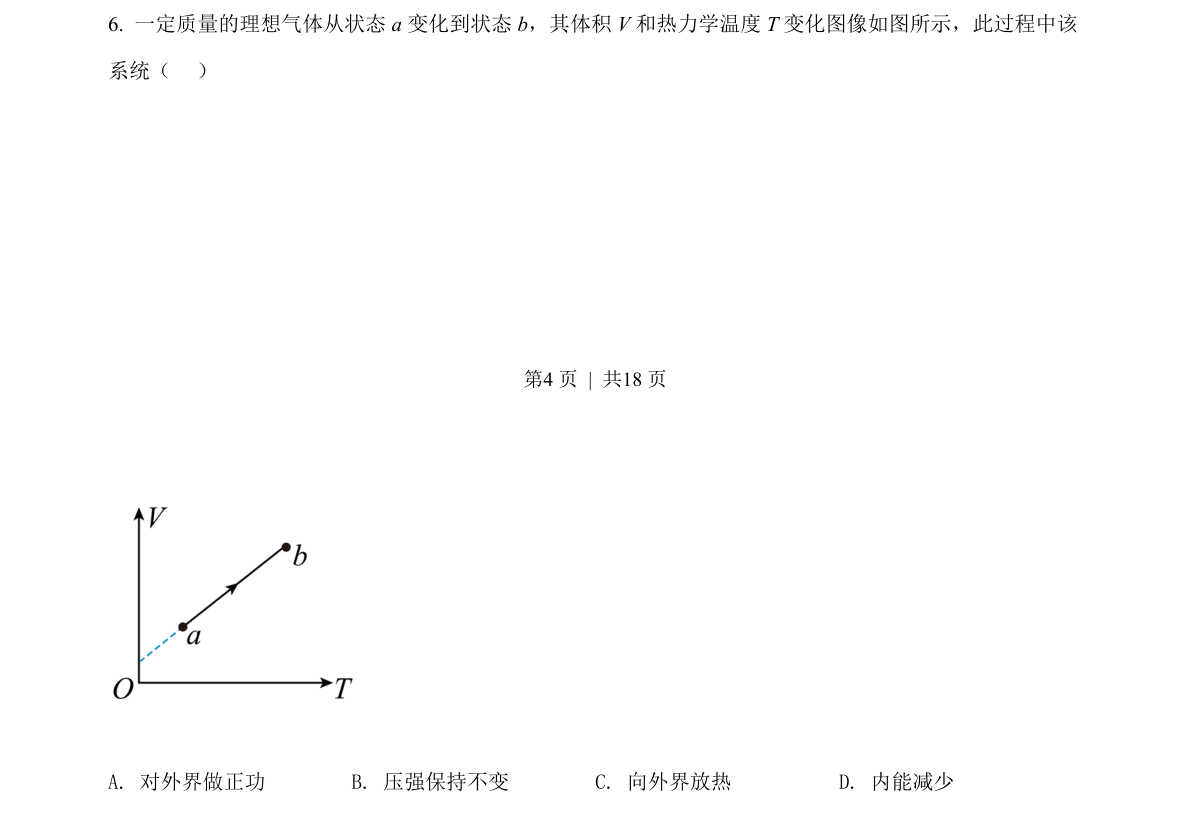 6. 一定质量的理想气体从状态 a 变化到状态 b，其体积 V 和热力学温度 T 变化图像如图所示，此过程中该
系统（ ）
第4 页 | 共18 页
V
b
a
O
T
A. 对外界做正功 B. 压强保持不变 C. 向外界放热 D. 内能减少